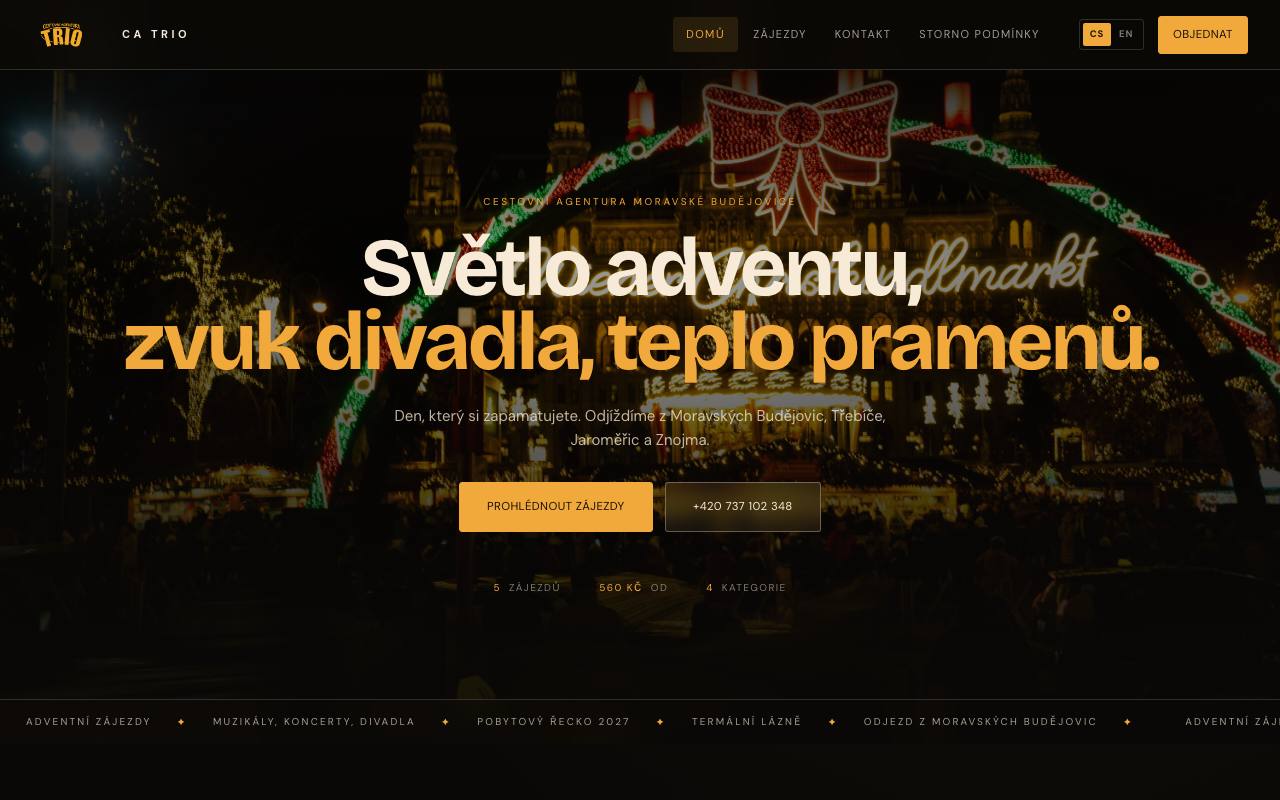 CESTOVNÍ AGENTURA
TRIO
CA TRIO
DOMŮ
ZÁJEZDY
KONTAKT
STORNO PODMÍNKY
CS
EN
OBJEDNAT
CESTOVNÍ AGENTURA MORAVSKÉ BUDĚJOVICE
Světlo adventu,
zvuk divadla, teplo pramenů.
Den, který si zapamatujete. Odjíždíme z Moravských Budějovic, Třebíče,
Jaroměřic a Znojma.
PROHLÉDNOUT ZÁJEZDY
+420 737 102 348
5 ZÁJEZDŮ
560 KČ OD
4 KATEGORIE
ADVENTNÍ ZÁJEZDY ✦ MUZIKÁLY, KONCERTY, DIVADLA ✦ POBYTOVÝ ŘECKO 2027 ✦ TERMÁLNÍ LÁZNĚ ✦ ODJEZD Z MORAVSKÝCH BUDĚJOVIC ✦ ADVENTNÍ